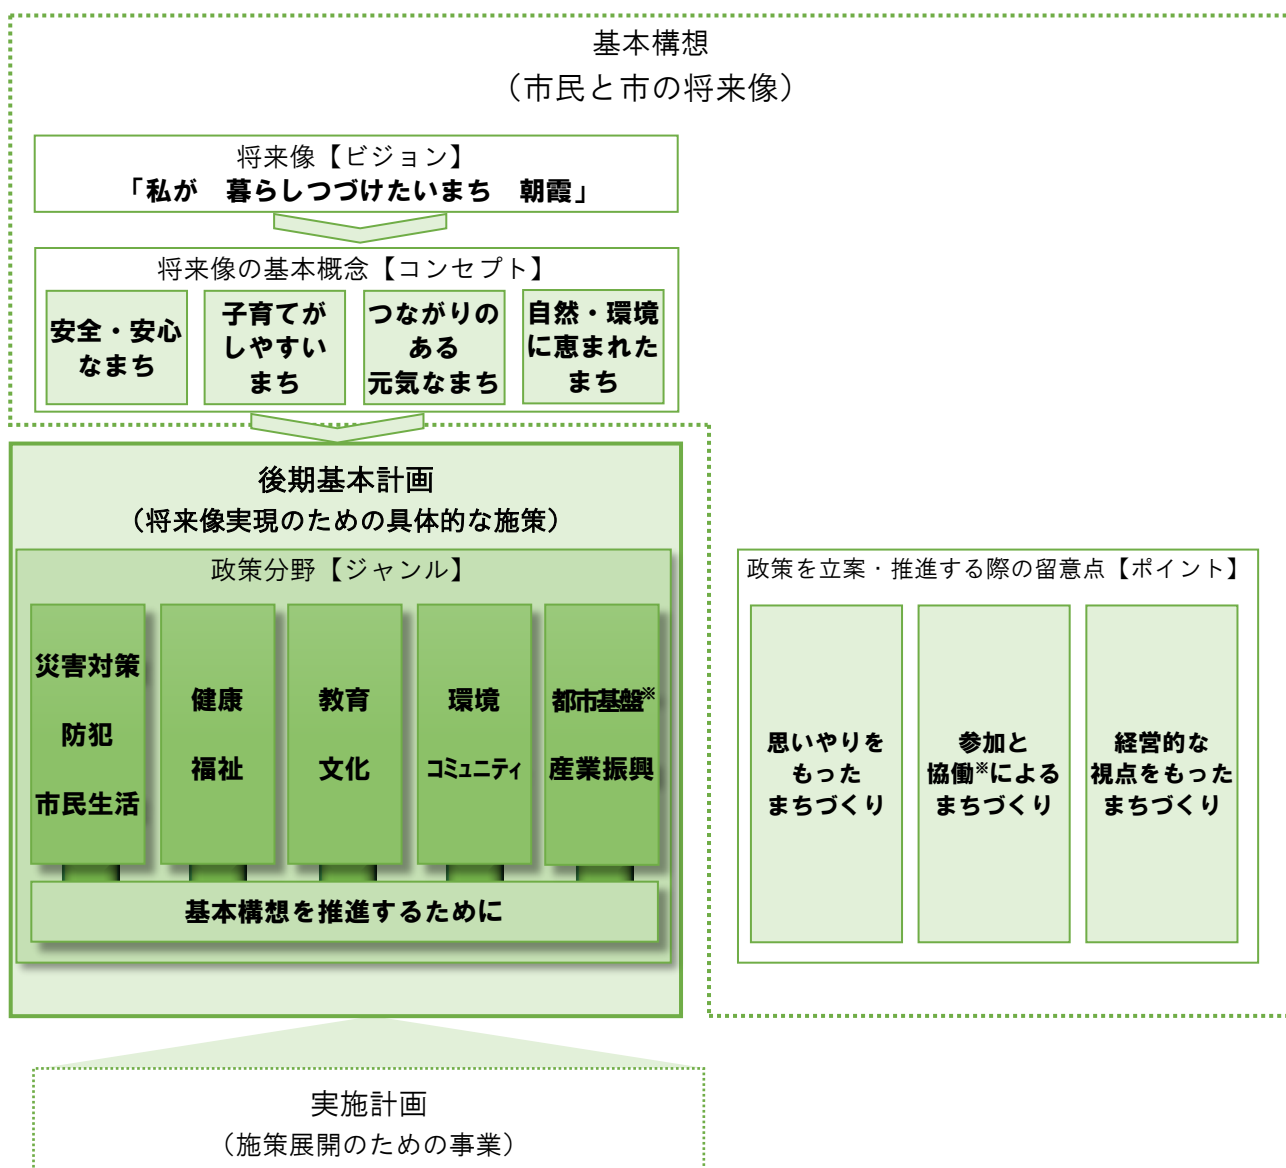 基本構想
（市民と市の将来像）
将来像【ビジョン】
「私が　暮らしつづけたいまち　朝霞」
将来像の基本概念【コンセプト】
安全・安心
なまち
子育てが
しやすい
まち
つながりの
ある
元気なまち
自然・環境
に恵まれた
まち
後期基本計画
（将来像実現のための具体的な施策）
政策分野【ジャンル】
災害対策
防犯
市民生活
健康
福祉
教育
文化
環境
コミュニティ
都市基盤※
産業振興
基本構想を推進するために
政策を立案・推進する際の留意点【ポイント】
思いやりを
もった
まちづくり
参加と
協働※による
まちづくり
経営的な
視点をもった
まちづくり
実施計画
（施策展開のための事業）